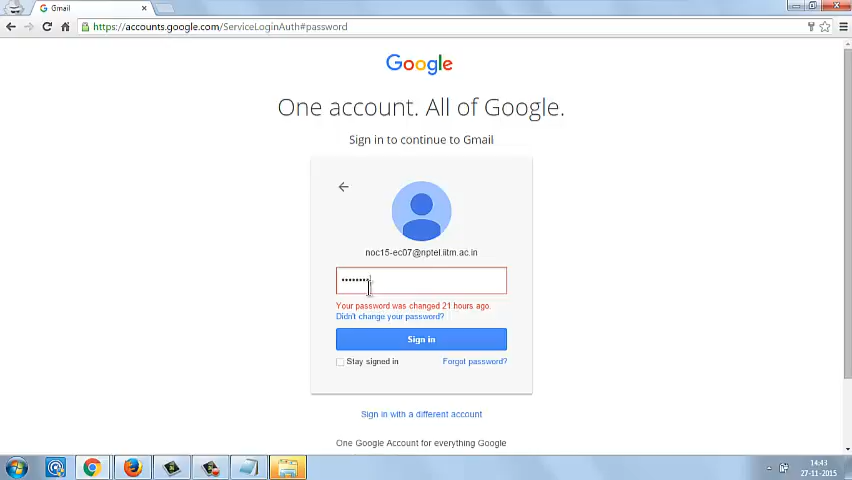 Gmail
https://accounts.google.com/ServiceLoginAuth#password
Google
One account. All of Google.
Sign in to continue to Gmail
noc15-ec07@nptel.iitm.ac.in
Your password was changed 21 hours ago.
Didn't change your password?
Sign in
Stay signed in
Forgot password?
Sign in with a different account
One Google Account for everything Google
14:43
27-11-2015